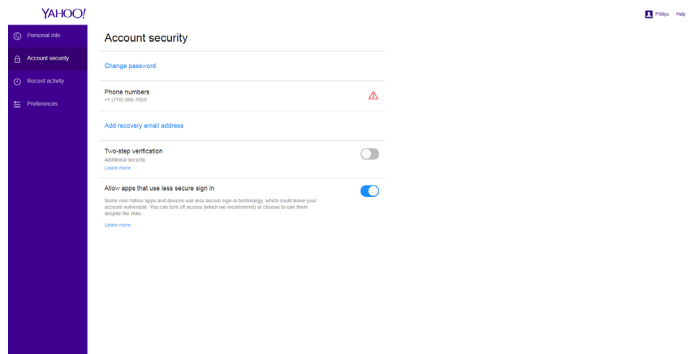 YAHOO!
Phillips Help
Personal info
Account security
Recent activity
Preferences
Account security
Change password
Phone numbers
+1 (770)
Add recovery email address
Two-step verification
Additional security.
Learn more
Allow apps that use less secure sign in
Some non-Yahoo apps and devices use less secure sign-in technology, which could leave your
account vulnerable. You can turn off access (which we recommend) or choose to use them
despite the risks.
Learn more